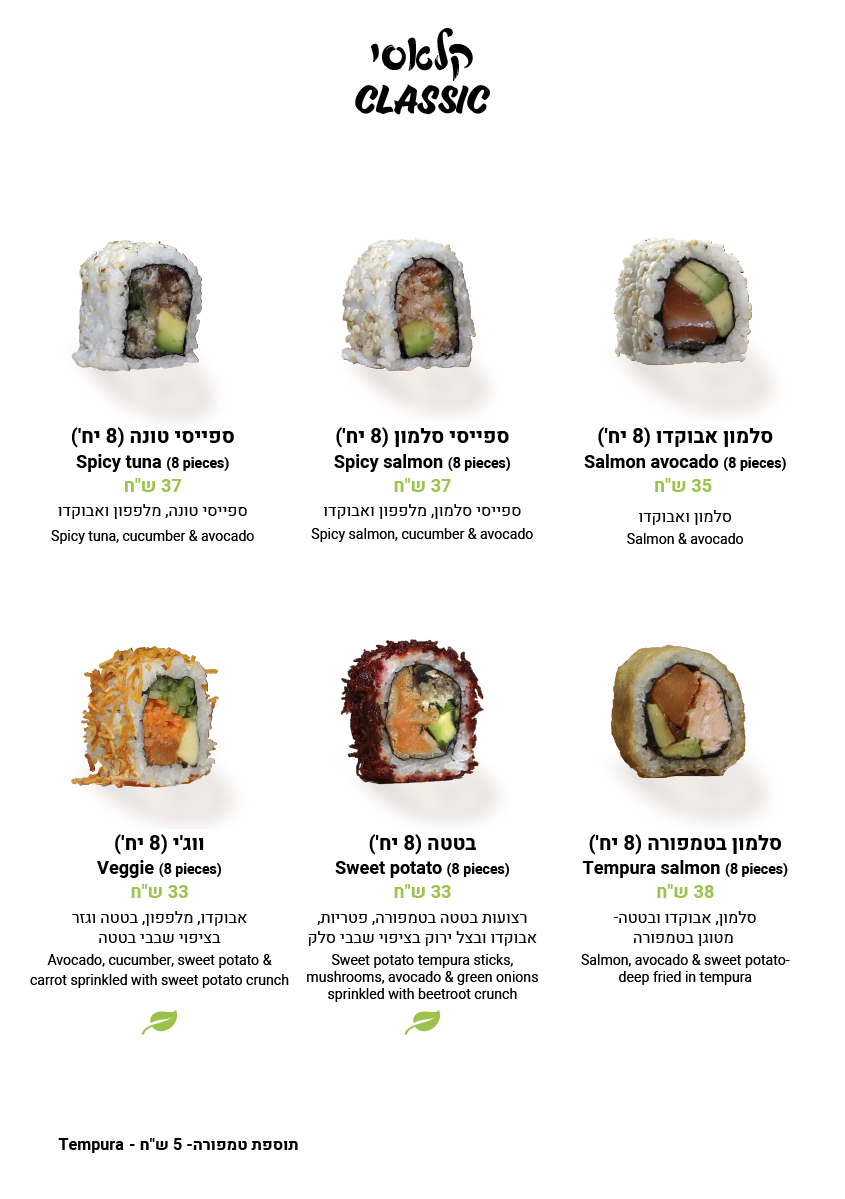 קלאסי
CLASSIC
סלמון אבוקדו (8 יח')
Salmon avocado (8 pieces)
35 ש"ח
סלמון ואבוקדו
Salmon & avocado
ספייסי סלמון (8 יח')
Spicy salmon (8 pieces)
37 ש"ח
ספייסי סלמון, מלפפון ואבוקדו
Spicy salmon, cucumber & avocado
ספייסי טונה (8 יח')
Spicy tuna (8 pieces)
37 ש"ח
ספייסי טונה, מלפפון ואבוקדו
Spicy tuna, cucumber & avocado
סלמון בטמפורה (8 יח')
Tempura salmon (8 pieces)
38 ש"ח
סלמון, אבוקדו ובטטה-
מטוגן בטמפורה
Salmon, avocado & sweet potato-
deep fried in tempura
בטטה (8 יח')
Sweet potato (8 pieces)
33 ש"ח
רצועות בטטה בטמפורה, פטריות,
אבוקדו ובצל ירוק בציפוי שבבי סלק
Sweet potato tempura sticks,
mushrooms, avocado & green onions
sprinkled with beetroot crunch
ווג'י (8 יח')
Veggie (8 pieces)
33 ש"ח
אבוקדו, מלפפון, בטטה וגזר
בציפוי שבבי בטטה
Avocado, cucumber, sweet potato &
carrot sprinkled with sweet potato crunch
תוספת טמפורה- 5 ש"ח - Tempura